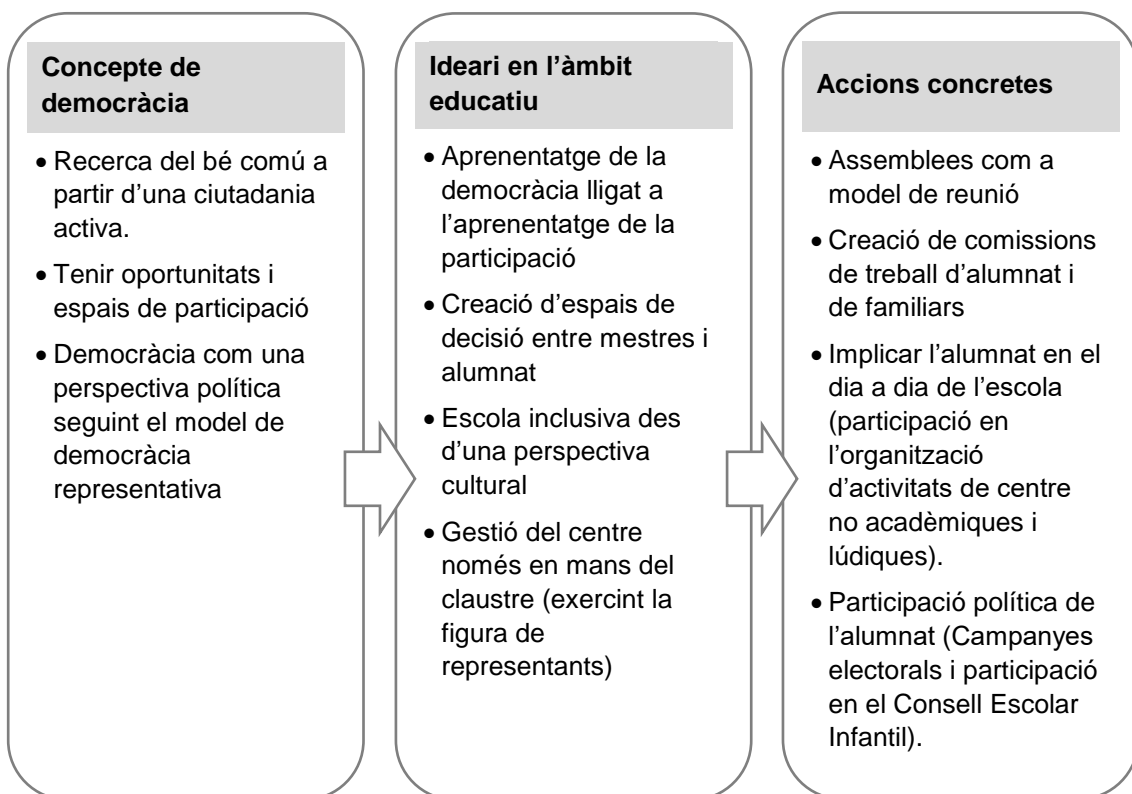 Concepte de
democràcia
• Recerca del bé comú a
partir d'una ciutadania
activa.
• Tenir oportunitats i
espais de participació
• Democràcia com una
perspectiva política
seguint el model de
democràcia
representativa
Ideari en l'àmbit
educatiu
• Aprenentatge de la
democràcia lligat a
l'aprenentatge de la
participació
• Creació d'espais de
decisió entre mestres i
alumnat
• Escola inclusiva des
d'una perspectiva
cultural
• Gestió del centre
només en mans del
claustre (exercint la
figura de
representants)
Accions concretes
• Assemblees com a
model de reunió
• Creació de comissions
de treball d'alumnat i
de familiars
• Implicar l'alumnat en el
dia a dia de l'escola
(participació en
l'organització
d'activitats de centre
no acadèmiques i
lúdiques).
• Participació política de
l'alumnat (Campanyes
electorals i participació
en el Consell Escolar
Infantil).